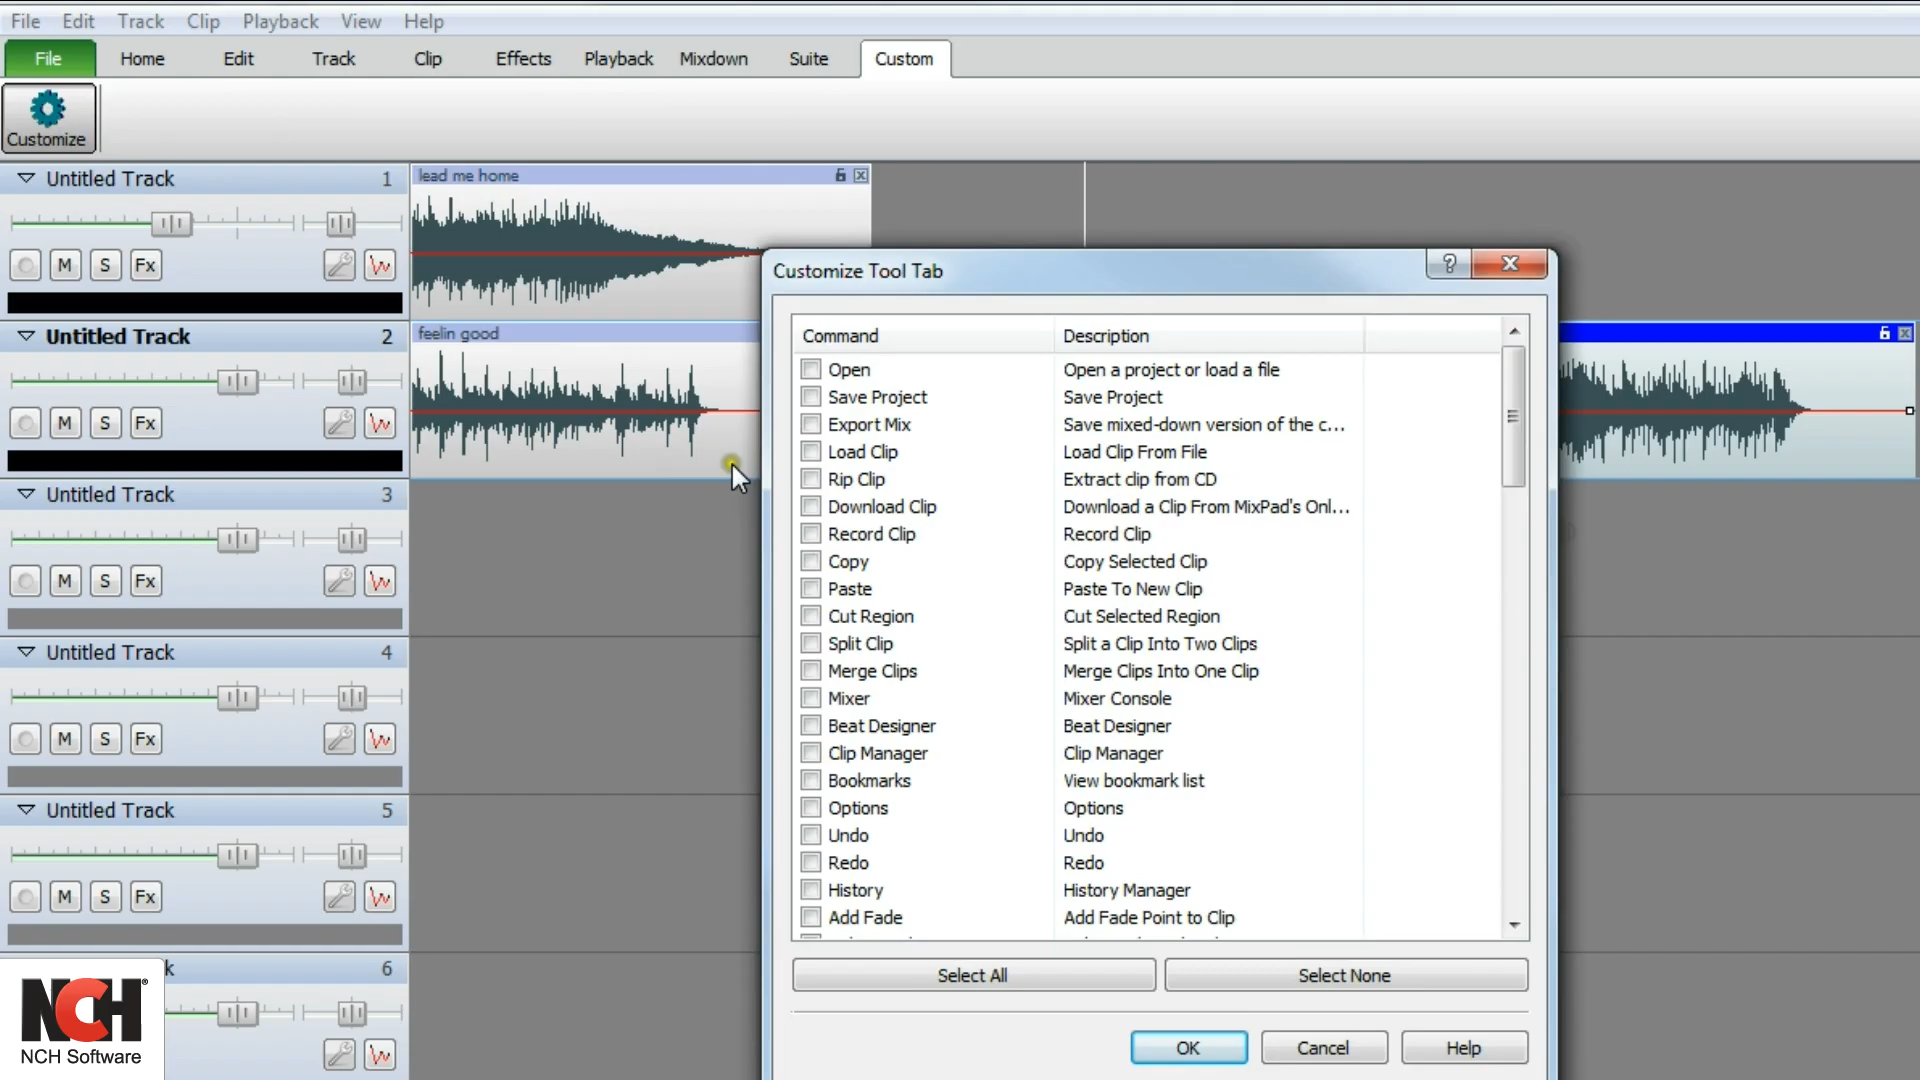 File Edit Track Clip Playback View Help
File Home Edit Track Clip Effects Playback Mixdown Suite Custom
Customize
Untitled Track 1
lead me home
M S Fx
Untitled Track 2
feelin good
M S Fx
Untitled Track 3
M S Fx
Untitled Track 4
M S Fx
Untitled Track 5
M S Fx
k 6
NCH®
NCH Software
Customize Tool Tab
?
Command Description
Open Open a project or load a file
Save Project Save Project
Export Mix Save mixed-down version of the c...
Load Clip Load Clip From File
Rip Clip Extract clip from CD
Download Clip Download a Clip From MixPad's Onl...
Record Clip Record Clip
Copy Copy Selected Clip
Paste Paste To New Clip
Cut Region Cut Selected Region
Split Clip Split a Clip Into Two Clips
Merge Clips Merge Clips Into One Clip
Mixer Mixer Console
Beat Designer Beat Designer
Clip Manager Clip Manager
Bookmarks View bookmark list
Options Options
Undo Undo
Redo Redo
History History Manager
Add Fade Add Fade Point to Clip
Select All Select None
OK Cancel Help